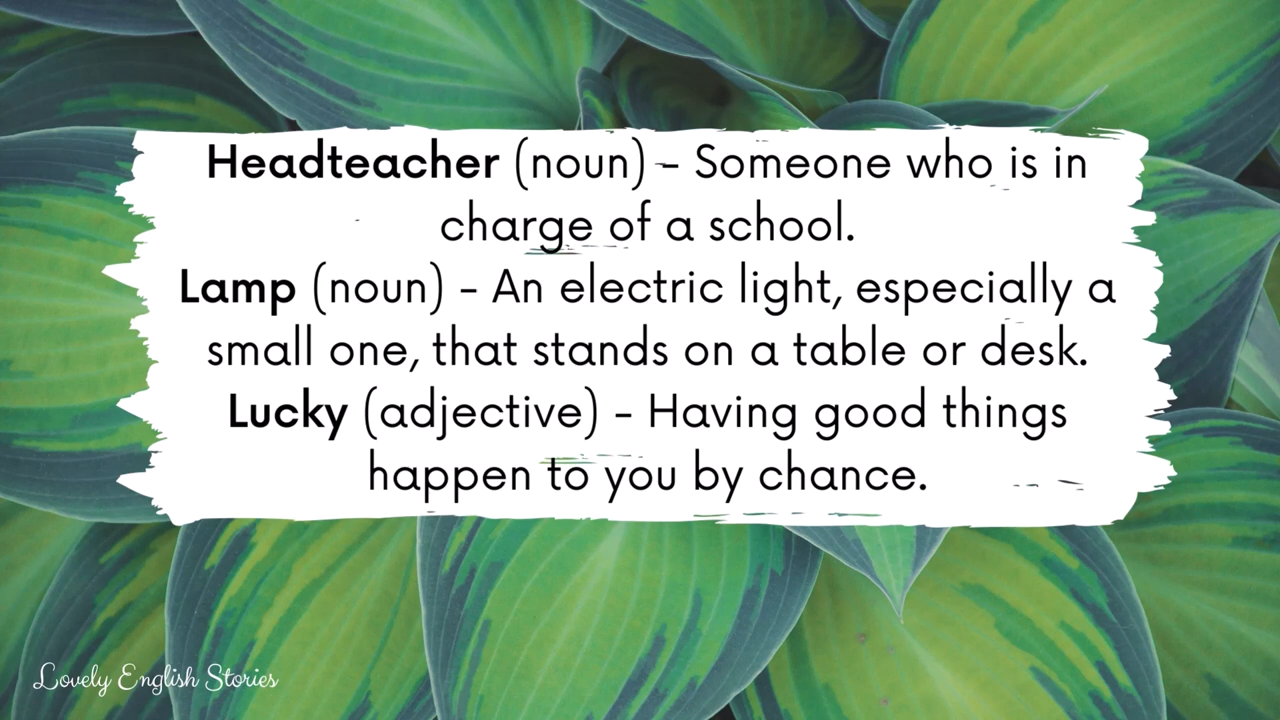 Headteacher (noun) – Someone who is in
charge of a school.
Lamp (noun) – An electric light, especially a
small one, that stands on a table or desk.
Lucky (adjective) – Having good things
happen to you by chance.
Lovely English Stories